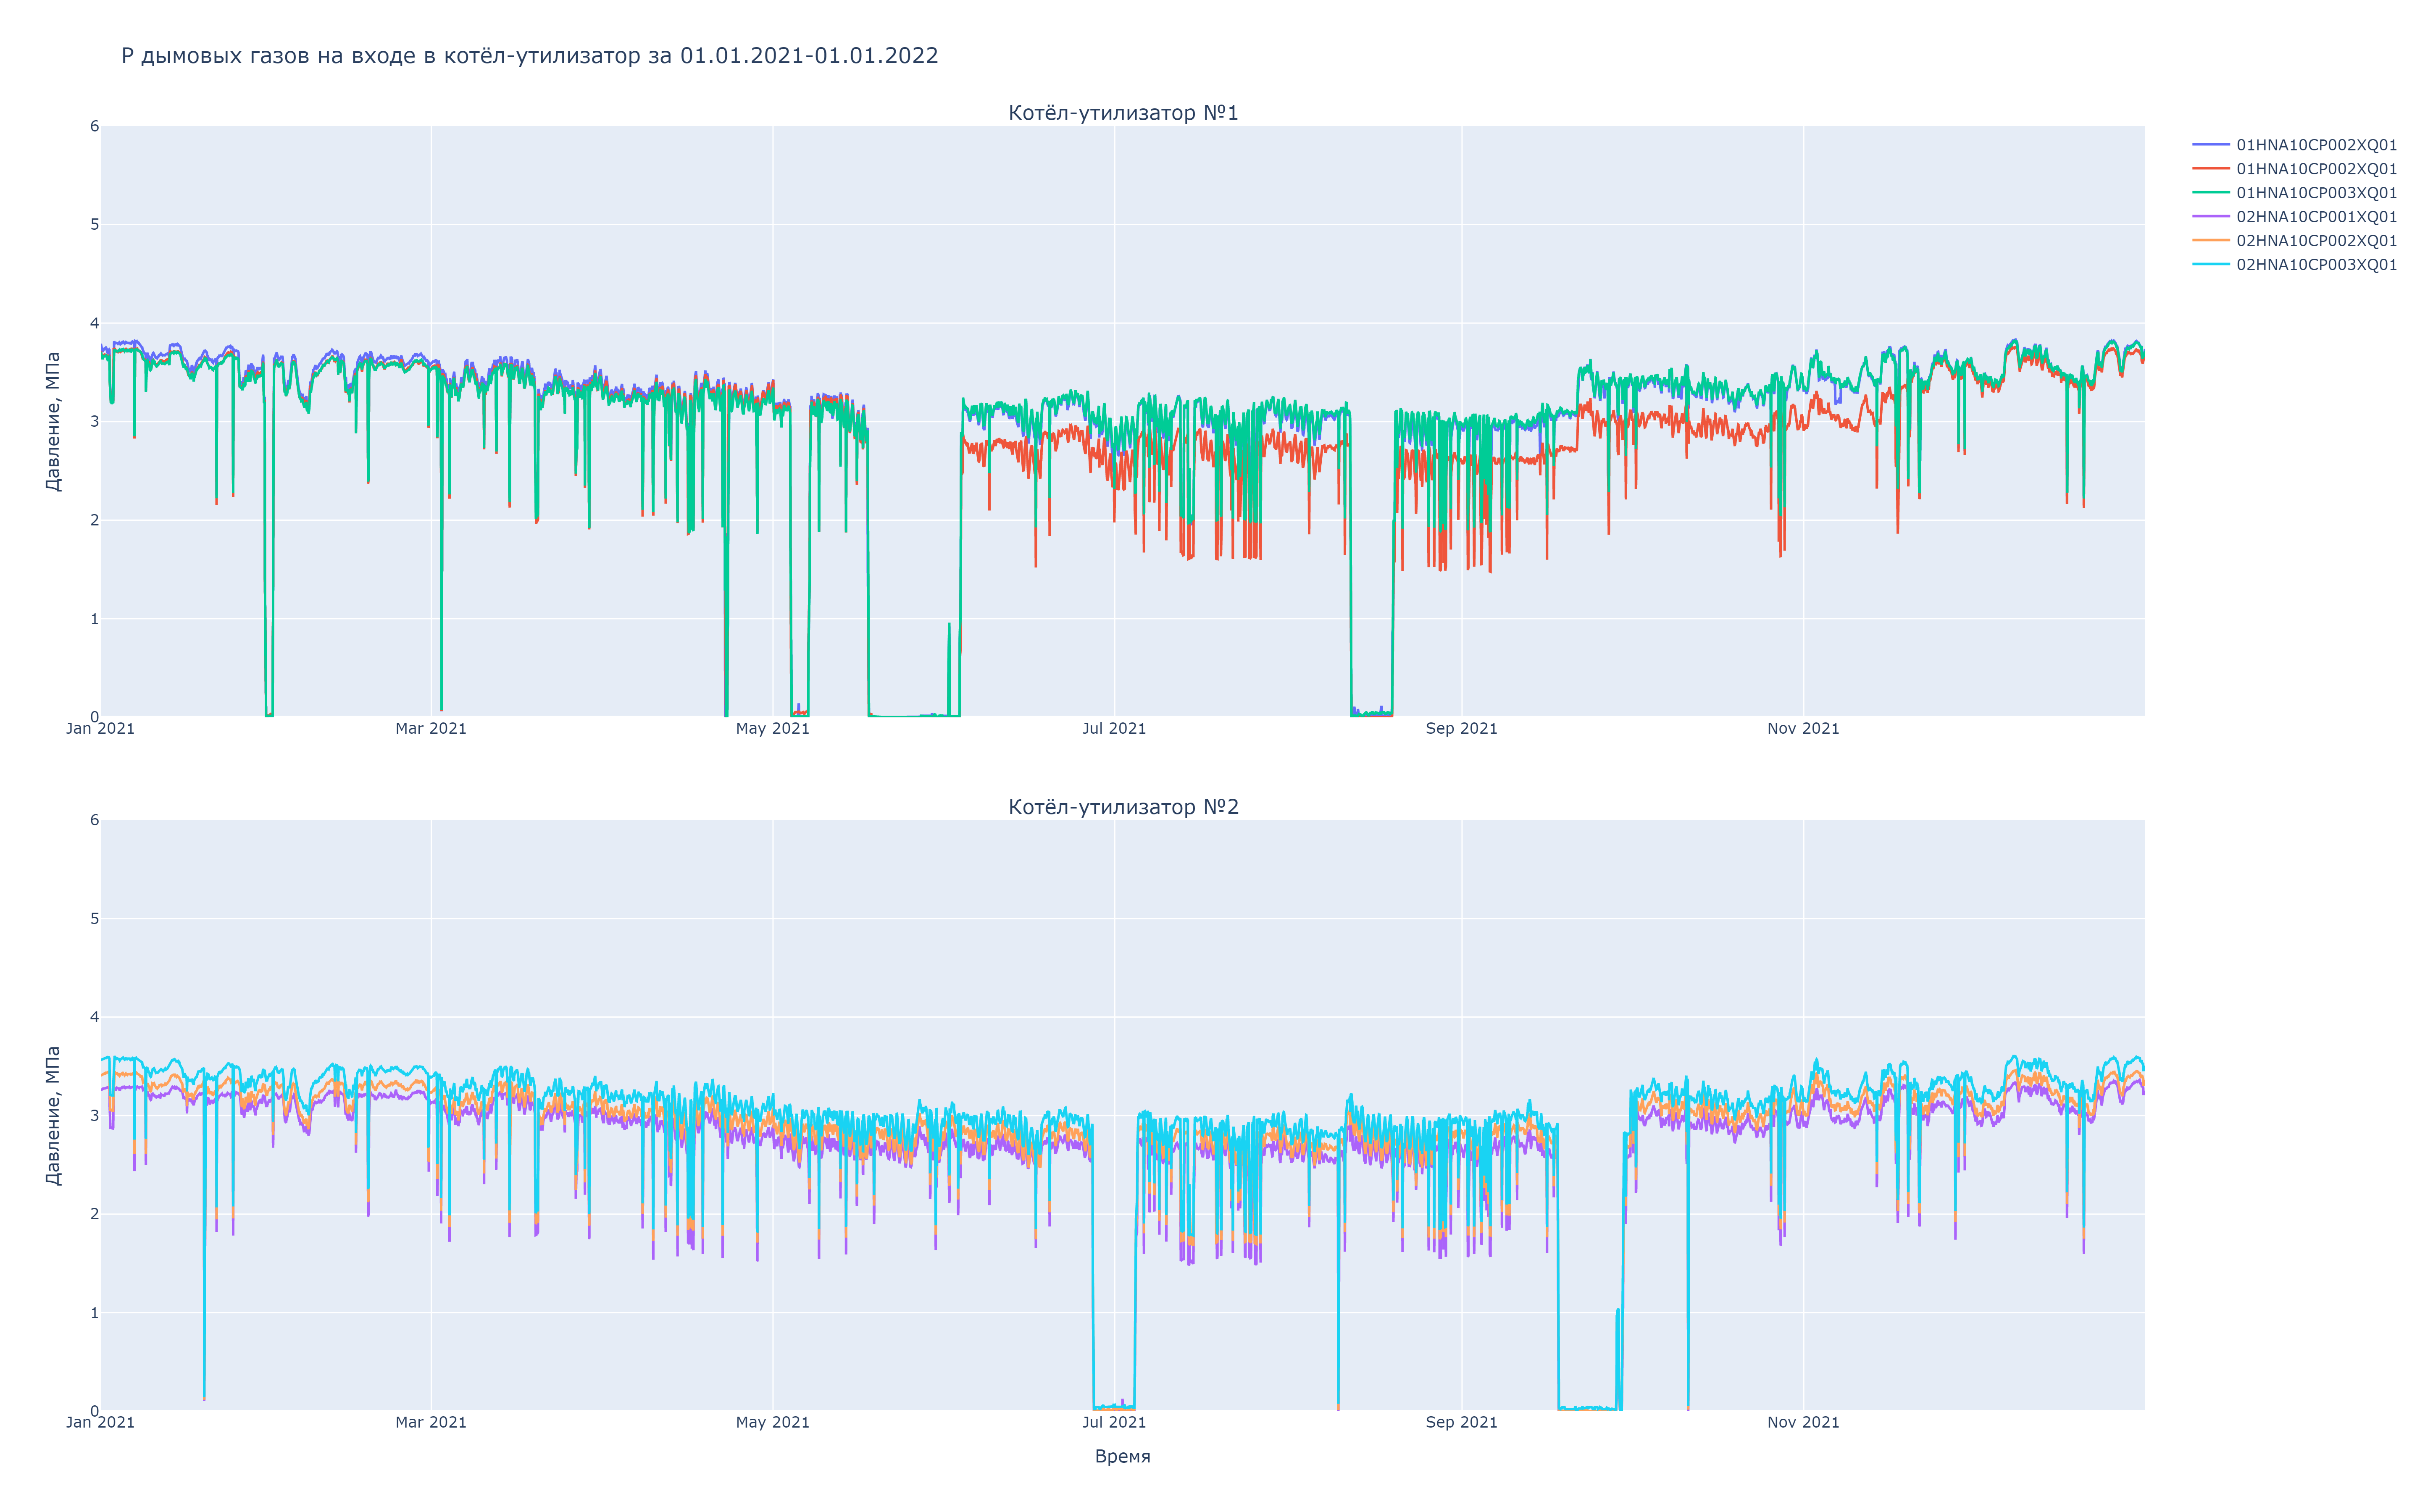 Р дымовых газов на входе в котёл-утилизатор за 01.01.2021-01.01.2022
Котёл-утилизатор №1
6
5
4
3
2
1
0
Давление, МПа
Jan 2021 Mar 2021 May 2021 Jul 2021 Sep 2021 Nov 2021
01HNA10CP002XQ01
01HNA10CP002XQ01
01HNA10CP003XQ01
02HNA10CP001XQ01
02HNA10CP002XQ01
02HNA10CP003XQ01
Котёл-утилизатор №2
6
5
4
3
2
1
0
Давление, МПа
Jan 2021 Mar 2021 May 2021 Jul 2021 Sep 2021 Nov 2021
Время